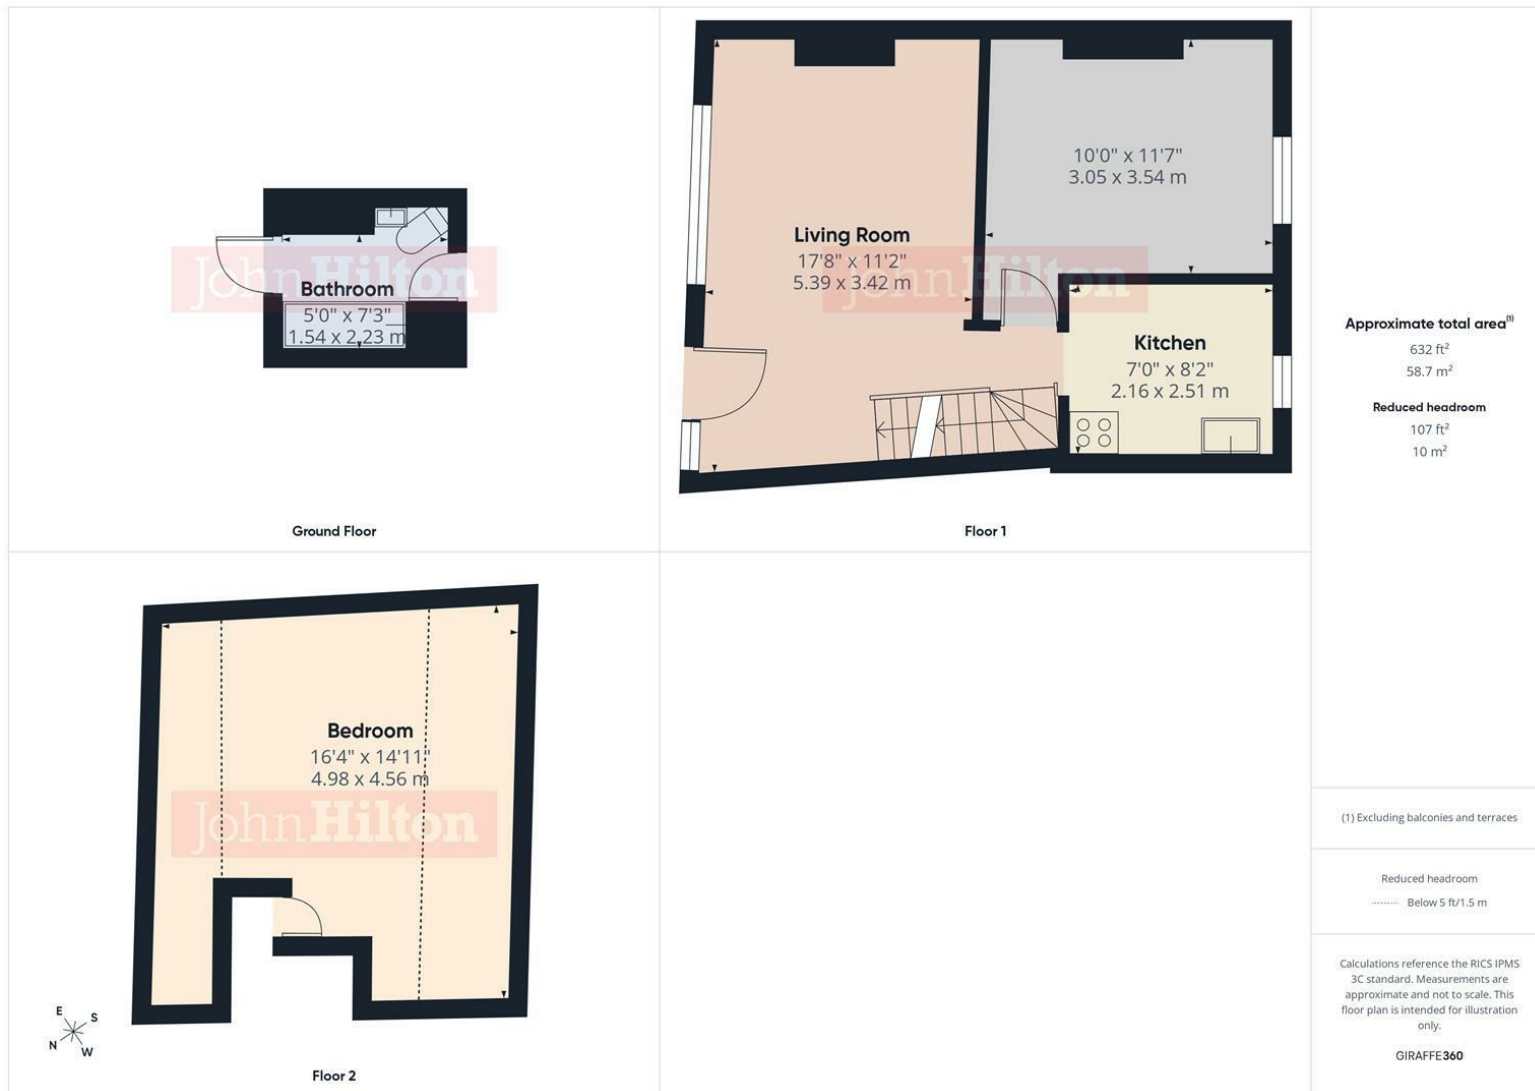 John Hilton
Bathroom
5'0" x 7'3"
1.54 x 2.23 m
Ground Floor
John Hilton
Living Room
17'8" x 11'2"
5.39 x 3.42 m
10'0" x 11'7"
3.05 x 3.54 m
Kitchen
7'0" x 8'2"
2.16 x 2.51 m
Floor 1
Approximate total area(1)
632 ft²
58.7 m²
Reduced headroom
107 ft²
10 m²
Bedroom
16'4" x 14'11"
4.98 x 4.56 m
John Hilton
E
S
N
W
Floor 2
(1) Excluding balconies and terraces
Reduced headroom
Below 5 ft/1.5 m
Calculations reference the RICS IPMS
3C standard. Measurements are
approximate and not to scale. This
floor plan is intended for illustration
only.
GIRAFFE360